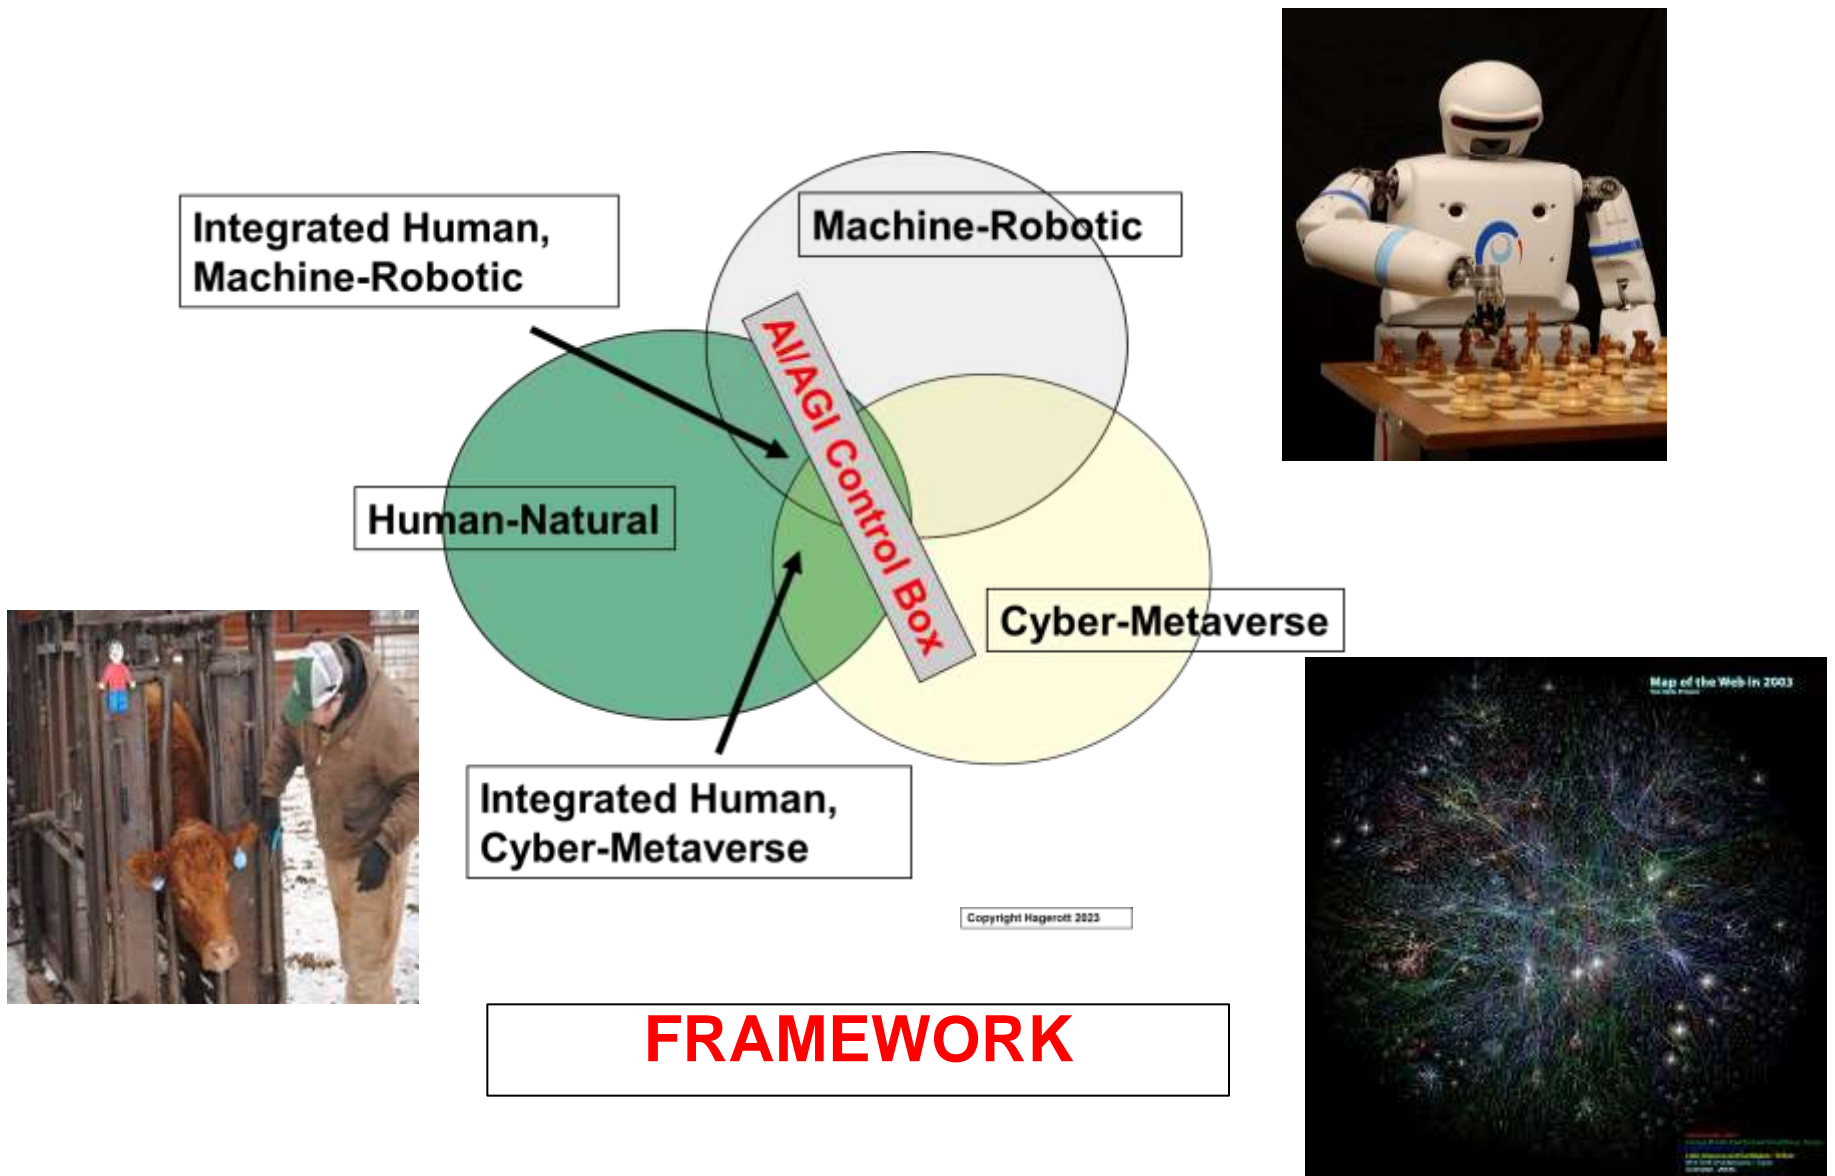 Integrated Human,
Machine-Robotic
Machine-Robotic
AI/AGI Control Box
Human-Natural
Cyber-Metaverse
Integrated Human,
Cyber-Metaverse
Map of the Web in 2003
Copyright Hagerott 2023
FRAMEWORK